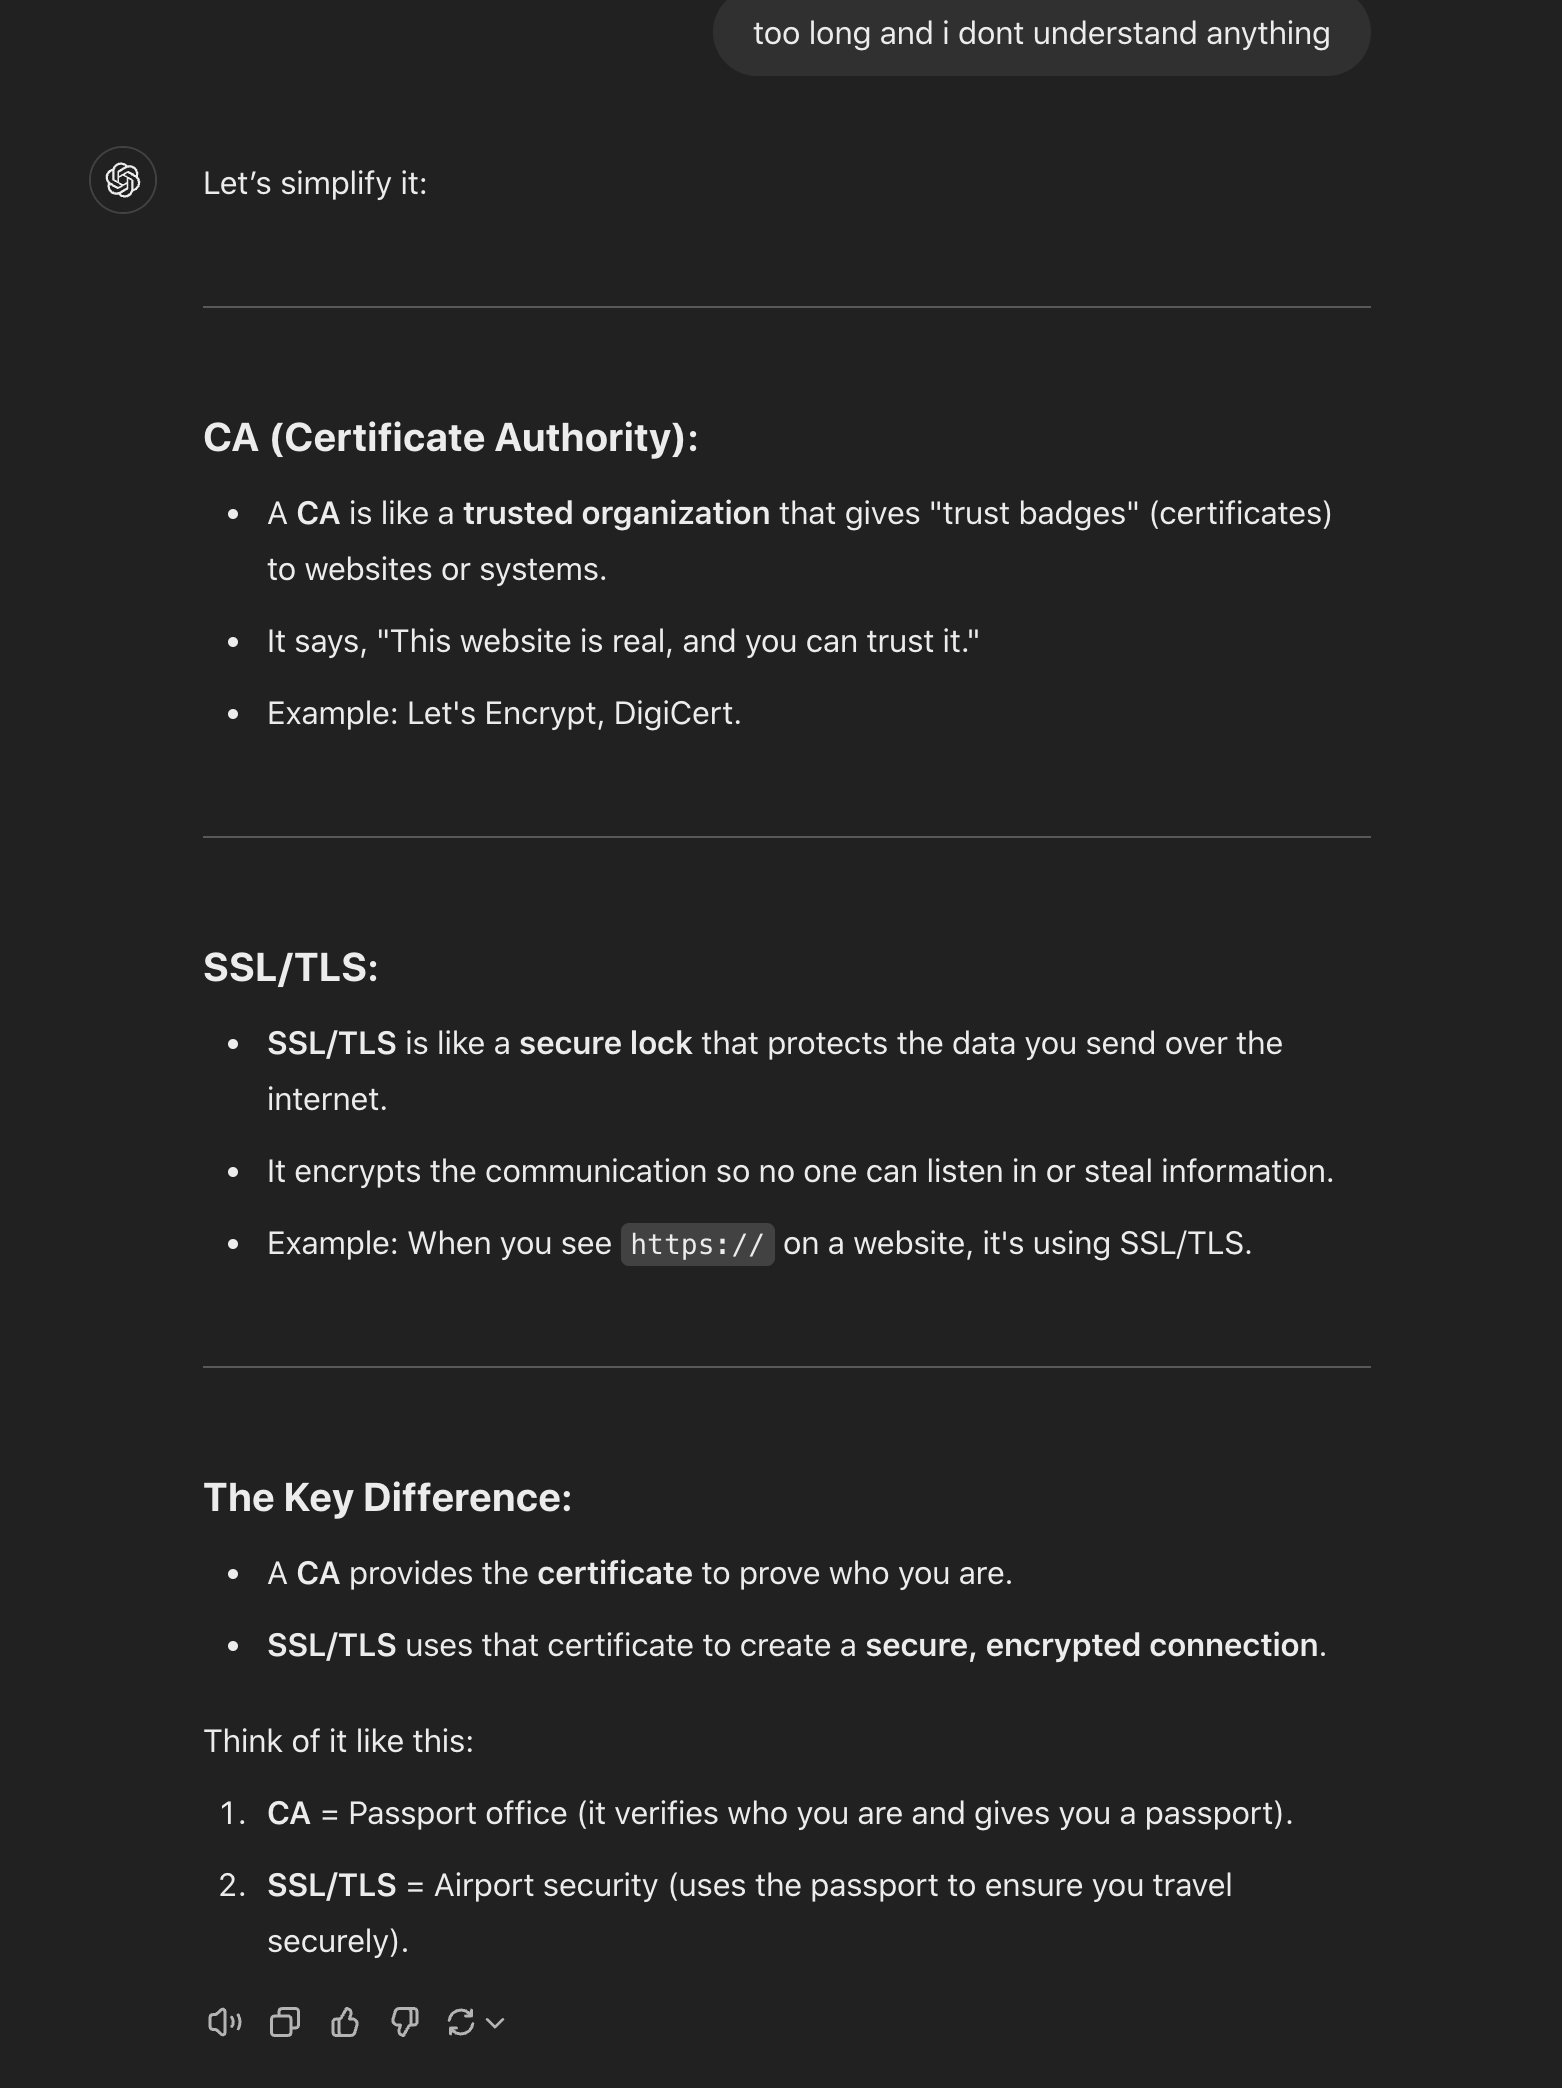 too long and i dont understand anything
Let’s simplify it:
CA (Certificate Authority):
• A CA is like a trusted organization that gives "trust badges" (certificates)
to websites or systems.
• It says, "This website is real, and you can trust it."
• Example: Let's Encrypt, DigiCert.
SSL/TLS:
• SSL/TLS is like a secure lock that protects the data you send over the
internet.
• It encrypts the communication so no one can listen in or steal information.
• Example: When you see https:// on a website, it's using SSL/TLS.
The Key Difference:
• A CA provides the certificate to prove who you are.
• SSL/TLS uses that certificate to create a secure, encrypted connection.
Think of it like this:
1. CA = Passport office (it verifies who you are and gives you a passport).
2. SSL/TLS = Airport security (uses the passport to ensure you travel
securely).